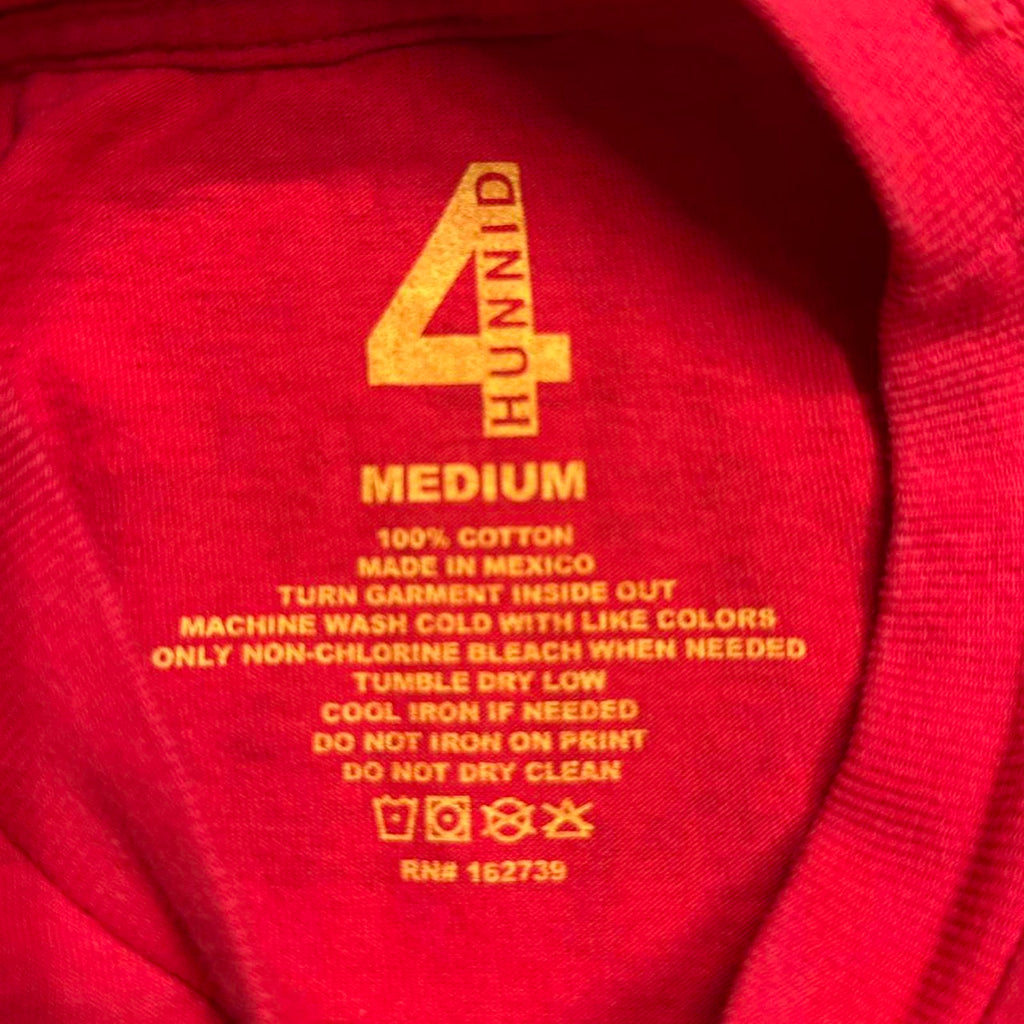 4 HUNNID
MEDIUM
100% COTTON
MADE IN MEXICO
TURN GARMENT INSIDE OUT
MACHINE WASH COLD WITH LIKE COLORS
ONLY NON-CHLORINE BLEACH WHEN NEEDED
TUMBLE DRY LOW
COOL IRON IF NEEDED
DO NOT IRON ON PRINT
DO NOT DRY CLEAN
RN# 162739